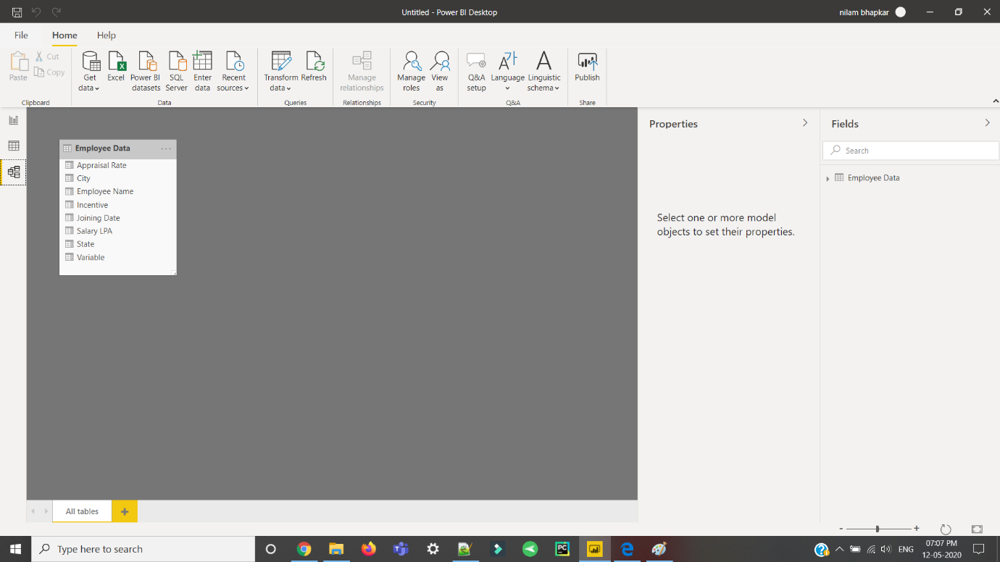 Untitled - Power BI Desktop
nilam bhapkar
File Home Help
Paste
Cut
Copy
Clipboard
Get data
Excel
Power BI datasets
SQL Server
Enter data
Recent sources
Data
Transform data
Refresh
Queries
Manage relationships
Relationships
Manage roles
View as
Security
Q&A setup
Language
Linguistic schema
Q&A
Publish
Share
Employee Data
Appraisal Rate
City
Employee Name
Incentive
Joining Date
Salary LPA
State
Variable
Properties
Select one or more model
objects to set their properties.
Fields
Search
Employee Data
All tables
Type here to search
PC
ENG
07:07 PM
12-05-2020